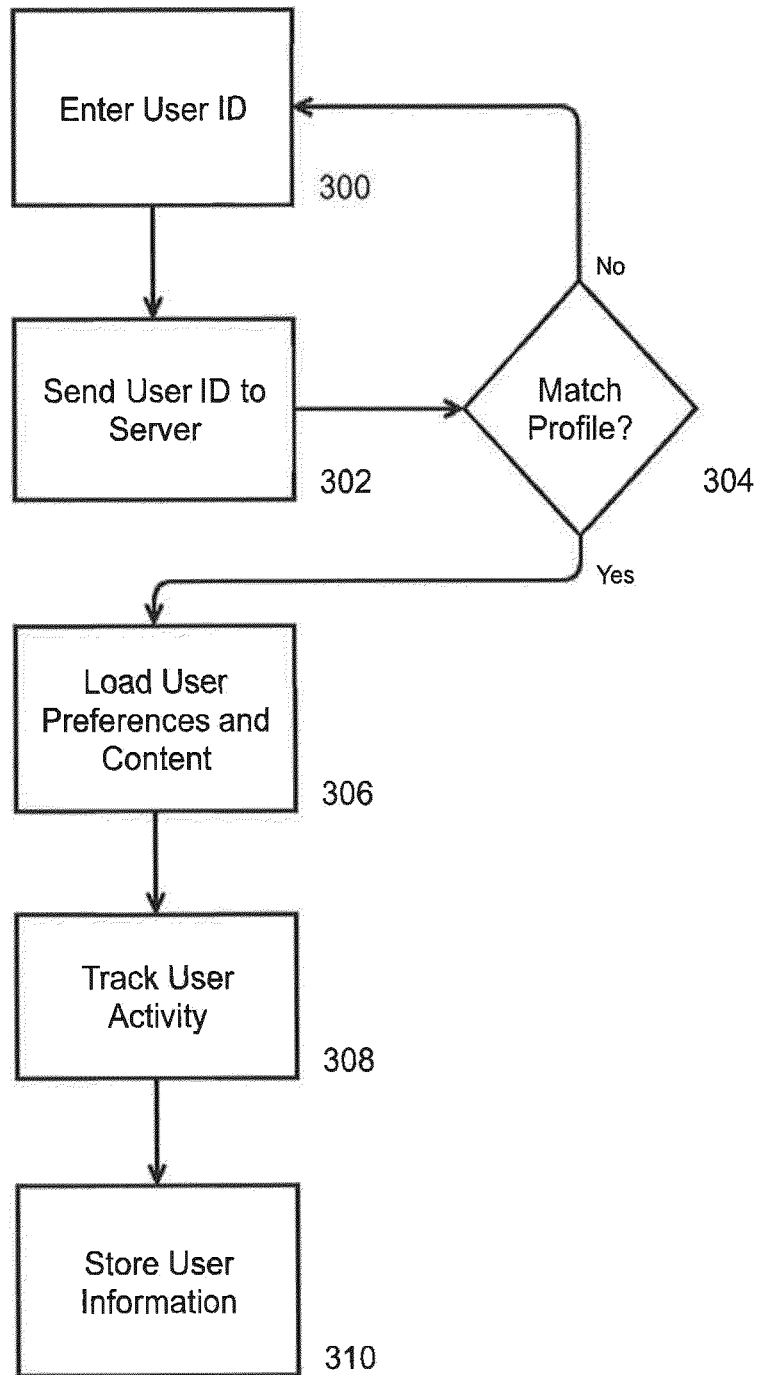 Enter User ID
300
No
Send User ID to
Server
302
Match
Profile?
304
Yes
Load User
Preferences and
Content
306
Track User
Activity
308
Store User
Information
310